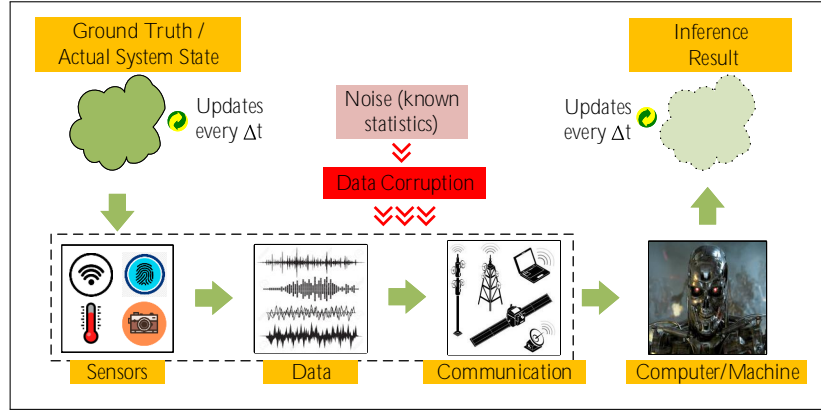 Ground Truth /
Actual System State
Inference
Result
Updates
every Δt
Noise (known
statistics)
Updates
every Δt
Data Corruption
Sensors
Data
Communication
Computer/Machine